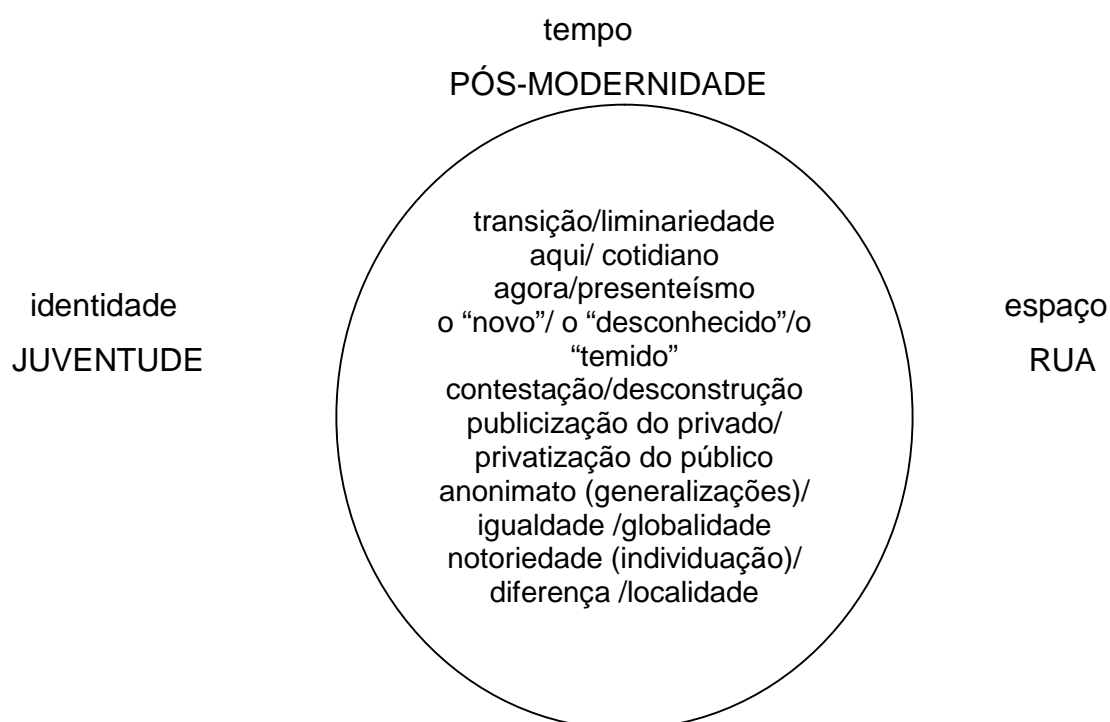 tempo
PÓS-MODERNIDADE
transição/liminariedade
aqui/ cotidiano
agora/presenteísmo
o “novo”/ o “desconhecido”/o
“temido”
contestação/desconstrução
publicização do privado/
privatização do público
anonimato (generalizações)/
igualdade /globalidade
notoriedade (individuação)/
diferença /localidade
identidade
JUVENTUDE
espaço
RUA